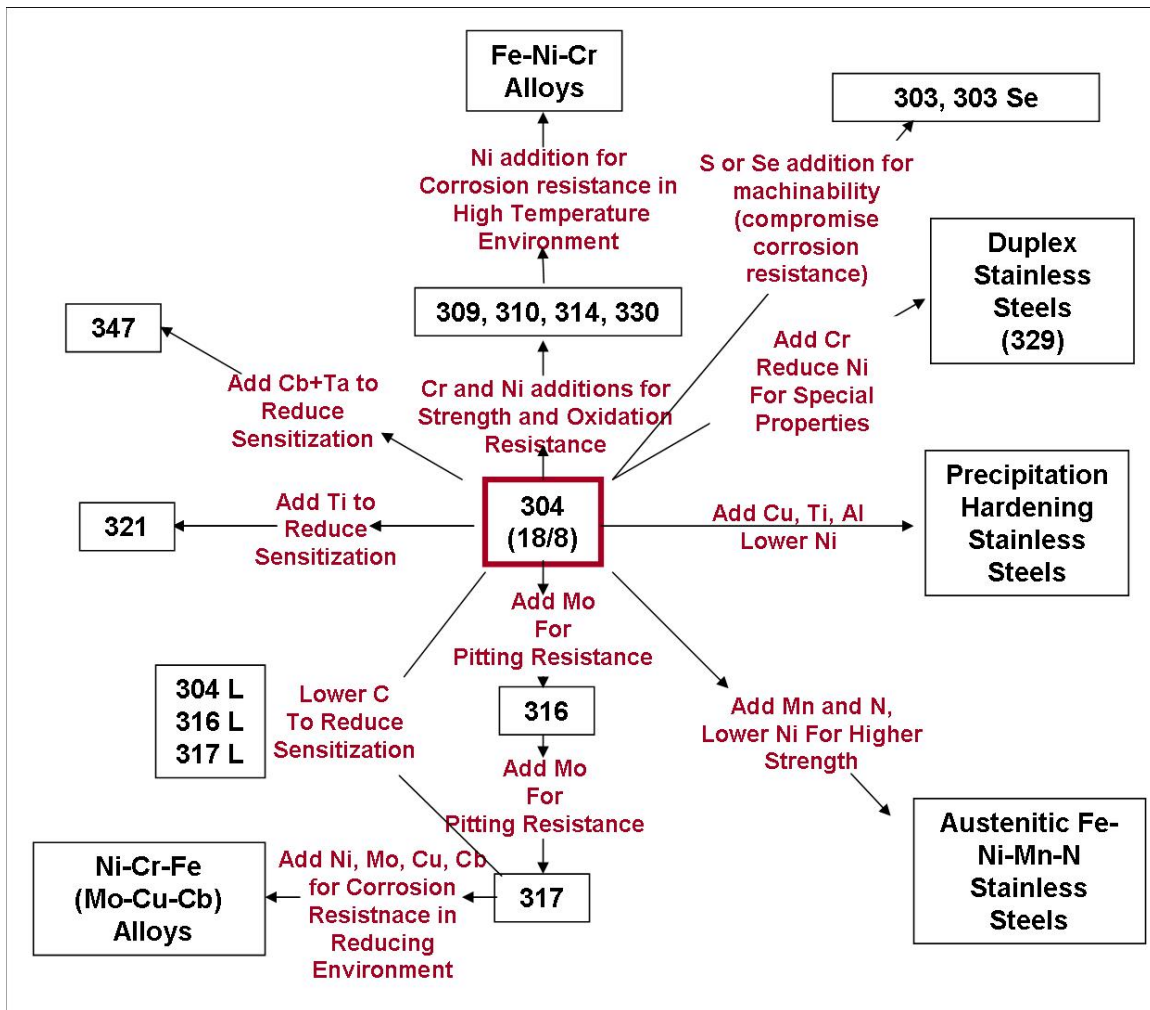 Fe-Ni-Cr
Alloys
303, 303 Se
Ni addition for
Corrosion resistance in
High Temperature
Environment
S or Se addition for
machinability
(compromise
corrosion
resistance)
Duplex
Stainless
Steels
(329)
309, 310, 314, 330
347
Add Cr
Reduce Ni
For Special
Properties
Add Cb+Ta to
Reduce
Sensitization
Cr and Ni additions for
Strength and Oxidation
Resistance
304
(18/8)
Add Ti to
Reduce
Sensitization
321
Add Cu, Ti, Al
Lower Ni
Precipitation
Hardening
Stainless
Steels
Add Mo
For
Pitting Resistance
304 L
316 L
317 L
Lower C
To Reduce
Sensitization
316
Add Mn and N,
Lower Ni For Higher
Strength
Add Mo
For
Pitting Resistance
Austenitic Fe-
Ni-Mn-N
Stainless
Steels
Ni-Cr-Fe
(Mo-Cu-Cb)
Alloys
Add Ni, Mo, Cu, Cb
for Corrosion
Resistnace in
Reducing
Environment
317